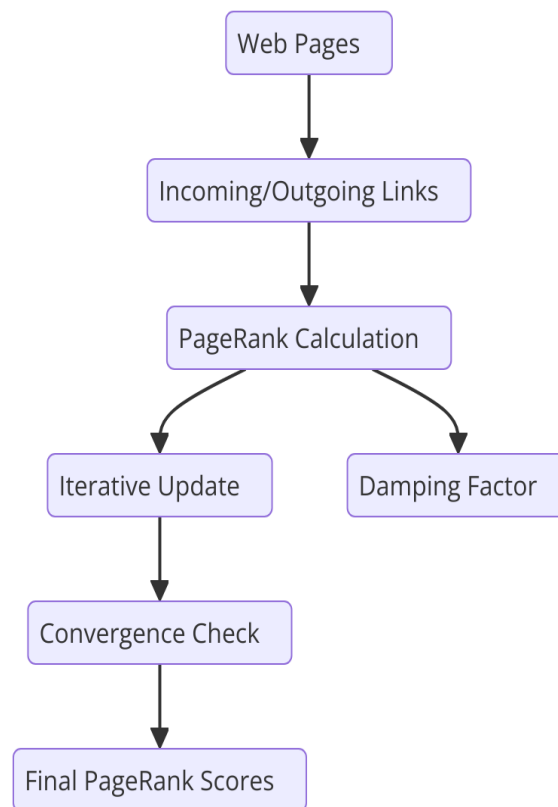 Web Pages
Incoming/Outgoing Links
PageRank Calculation
Iterative Update
Damping Factor
Convergence Check
Final PageRank Scores